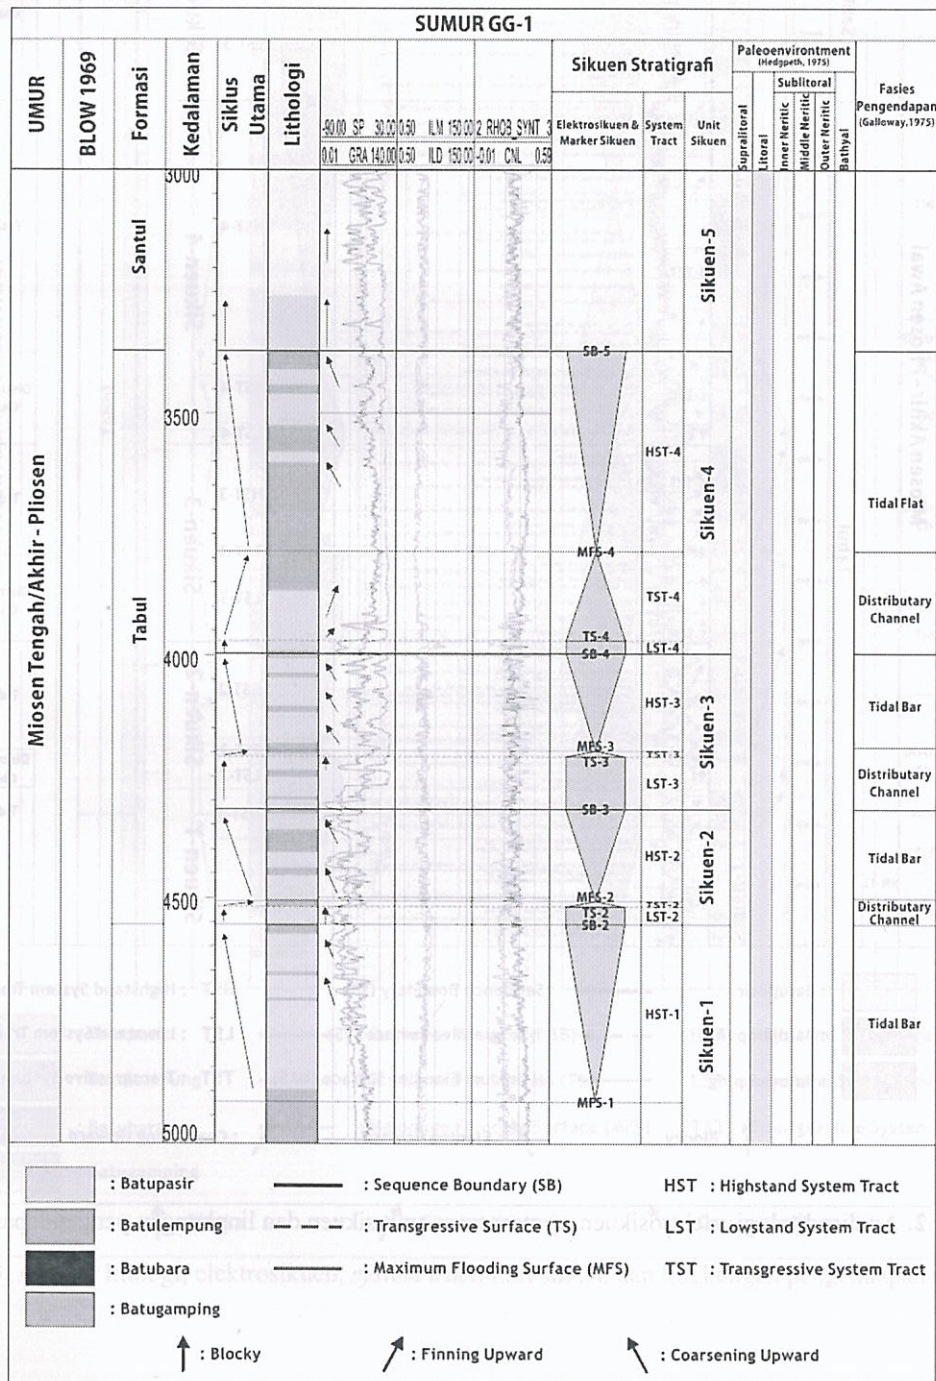 SUMUR GG-1
UMUR
BLOW 1969
Formasi
Kedalaman
Siklus Utama
Lithologi
-90.00 SP 30.00
0.50 ILM 150.00
2 RHOB_SYNT 3
0.01 GRA 140.00
0.50 ILD 150.00
-0.01 CNL 0.59
Sikuen Stratigrafi
Elektrosikuen & Marker Sikuen
System Tract
Unit Sikuen
Paleoenvirontment
(Hedgpeth, 1975)
Sublitoral
Supralitoral
Litoral
Inner Neritic
Middle Neritic
Outer Neritic
Bathyal
Fasies Pengendapan
(Galloway, 1975)
Miosen Tengah/Akhir - Pliosen
Santul
Tabul
3000
3500
4000
4500
5000
Sikuen-5
SB-5
HST-4
Sikuen-4
Tidal Flat
MFS-4
TST-4
Distributary Channel
TS-4
LST-4
SB-4
HST-3
Sikuen-3
Tidal Bar
MFS-3
TST-3
TS-3
LST-3
Distributary Channel
SB-3
HST-2
Sikuen-2
Tidal Bar
MFS-2
TST-2
TS-2
LST-2
Distributary Channel
SB-2
HST-1
Sikuen-1
Tidal Bar
MFS-1
: Batupasir
: Sequence Boundary (SB)
HST : Highstand System Tract
: Batulempung
: Transgressive Surface (TS)
LST : Lowstand System Tract
: Batubara
: Maximum Flooding Surface (MFS)
TST : Transgressive System Tract
: Batugamping
: Blocky
: Finning Upward
: Coarsening Upward